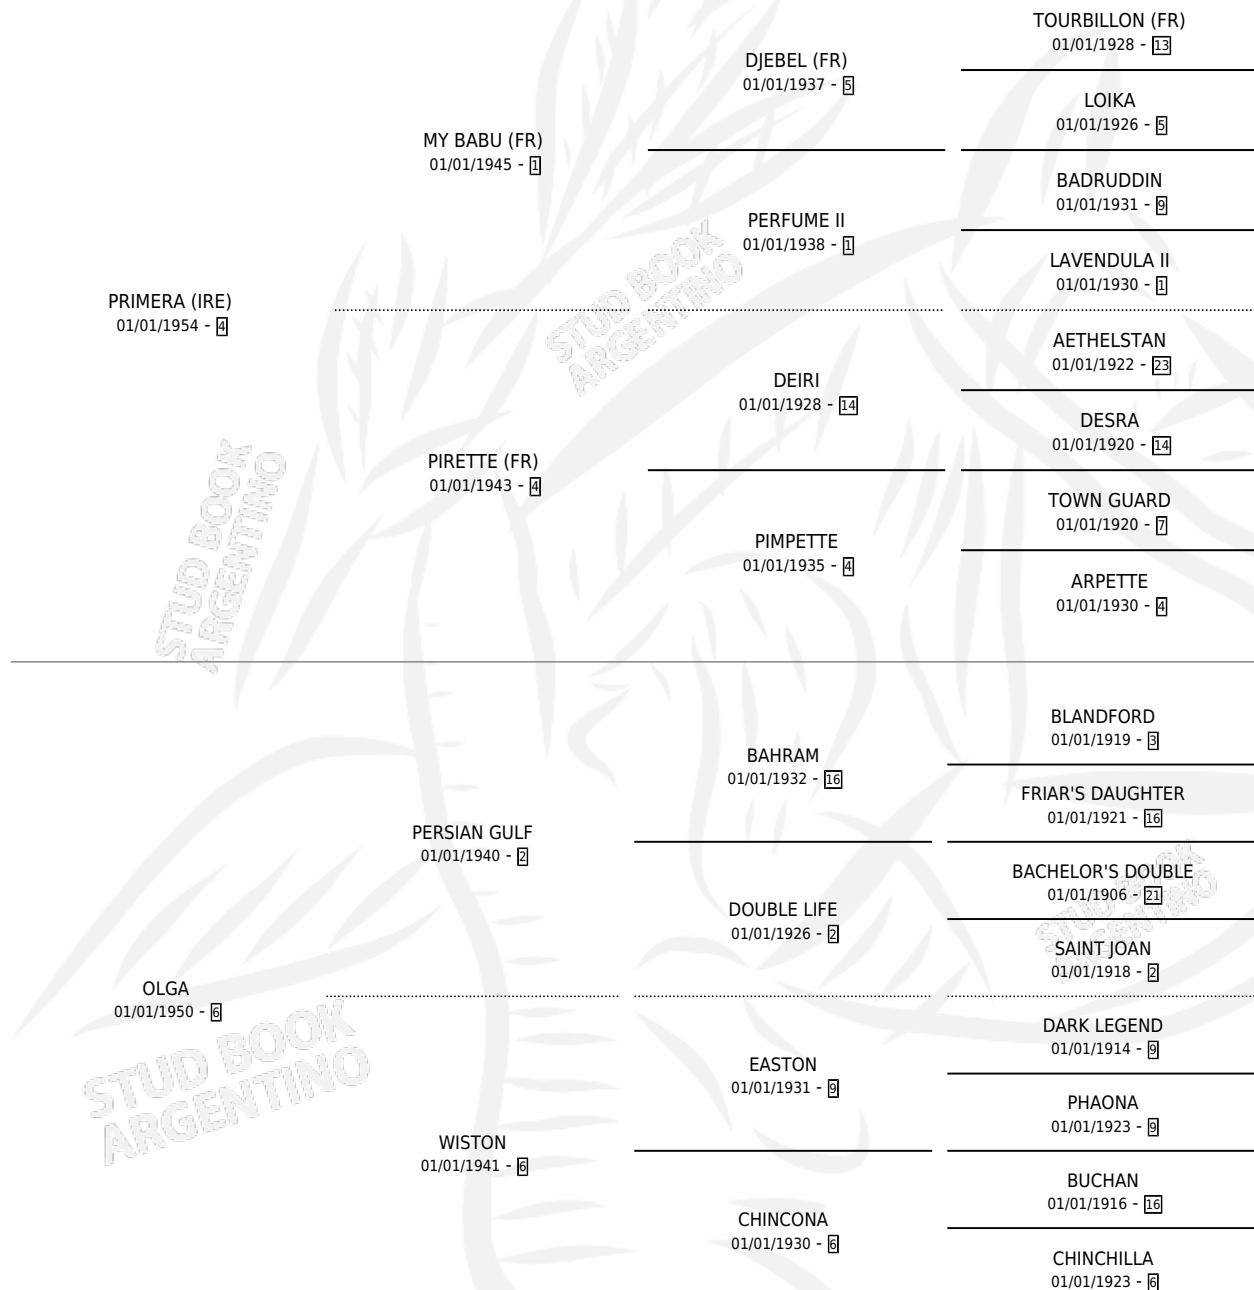 TOURBILLON (FR)
01/01/1928 - 13
DJEBEL (FR)
01/01/1937 - 5
LOIKA
01/01/1926 - 5
MY BABU (FR)
01/01/1945 - 1
BADRUDDIN
01/01/1931 - 9
PERFUME II
01/01/1938 - 1
LAVENDULA II
01/01/1930 - 1
PRIMERA (IRE)
01/01/1954 - 4
AETHELSTAN
01/01/1922 - 23
DEIRI
01/01/1928 - 14
DESRA
01/01/1920 - 14
PIRETTE (FR)
01/01/1943 - 4
TOWN GUARD
01/01/1920 - 7
PIMPETTE
01/01/1935 - 4
ARPETTE
01/01/1930 - 4
BLANDFORD
01/01/1919 - 3
BAHRAM
01/01/1932 - 16
FRIAR'S DAUGHTER
01/01/1921 - 16
PERSIAN GULF
01/01/1940 - 2
BACHELOR'S DOUBLE
01/01/1906 - 21
DOUBLE LIFE
01/01/1926 - 2
SAINT JOAN
01/01/1918 - 2
OLGA
01/01/1950 - 6
DARK LEGEND
01/01/1914 - 9
EASTON
01/01/1931 - 9
PHAONA
01/01/1923 - 9
WISTON
01/01/1941 - 6
BUCHAN
01/01/1916 - 16
CHINCONA
01/01/1930 - 6
CHINCHILLA
01/01/1923 - 6
STUD BOOK
ARGENTINO
STUD BOOK
ARGENTINO
STUD BOOK
ARGENTINO
STUD BOOK
ARGENTINO